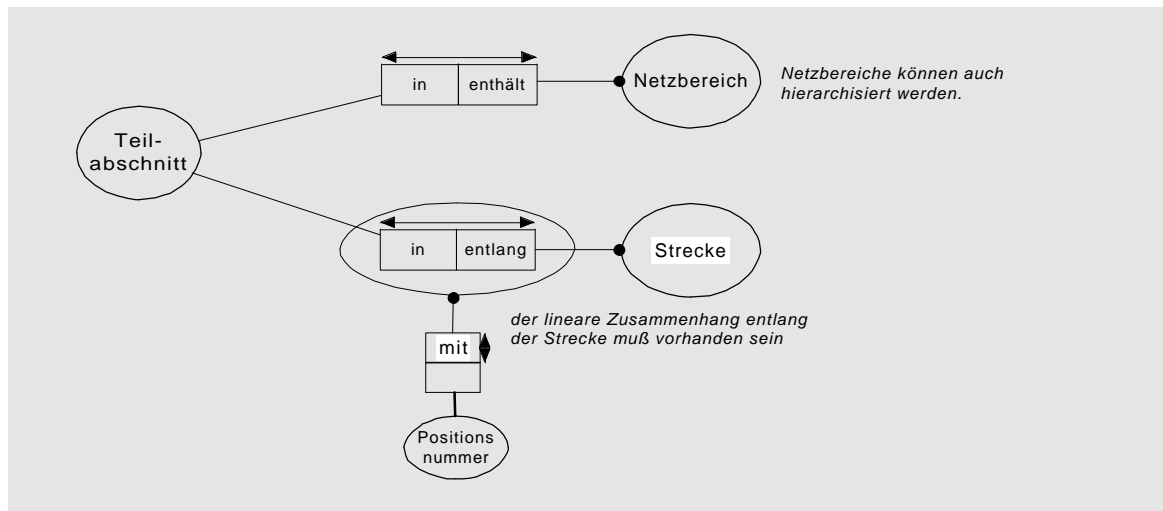 in
enthält
Netzbereich
Netzbereiche können auch
hierarchisiert werden.
Teil-
abschnitt
in
entlang
Strecke
der lineare Zusammenhang entlang
der Strecke muß vorhanden sein
mit
Positions
nummer